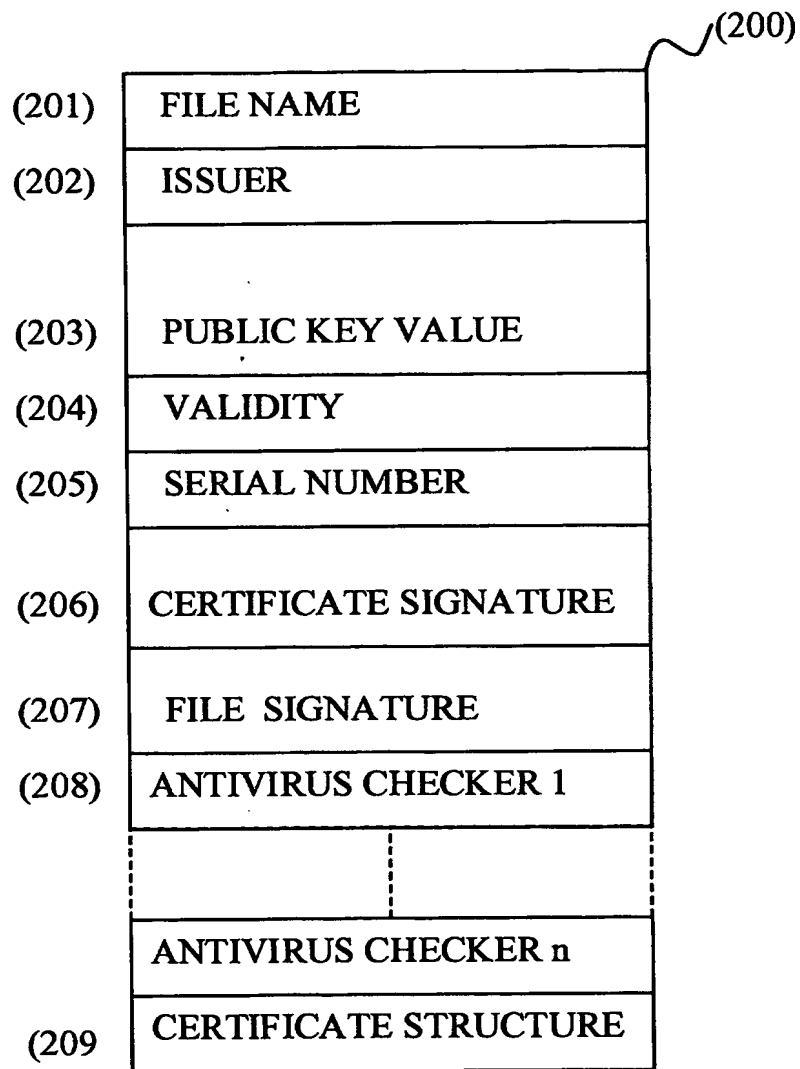 (200)
(201) FILE NAME
(202) ISSUER
(203) PUBLIC KEY VALUE
(204) VALIDITY
(205) SERIAL NUMBER
(206) CERTIFICATE SIGNATURE
(207) FILE SIGNATURE
(208) ANTIVIRUS CHECKER 1
ANTIVIRUS CHECKER n
(209 CERTIFICATE STRUCTURE